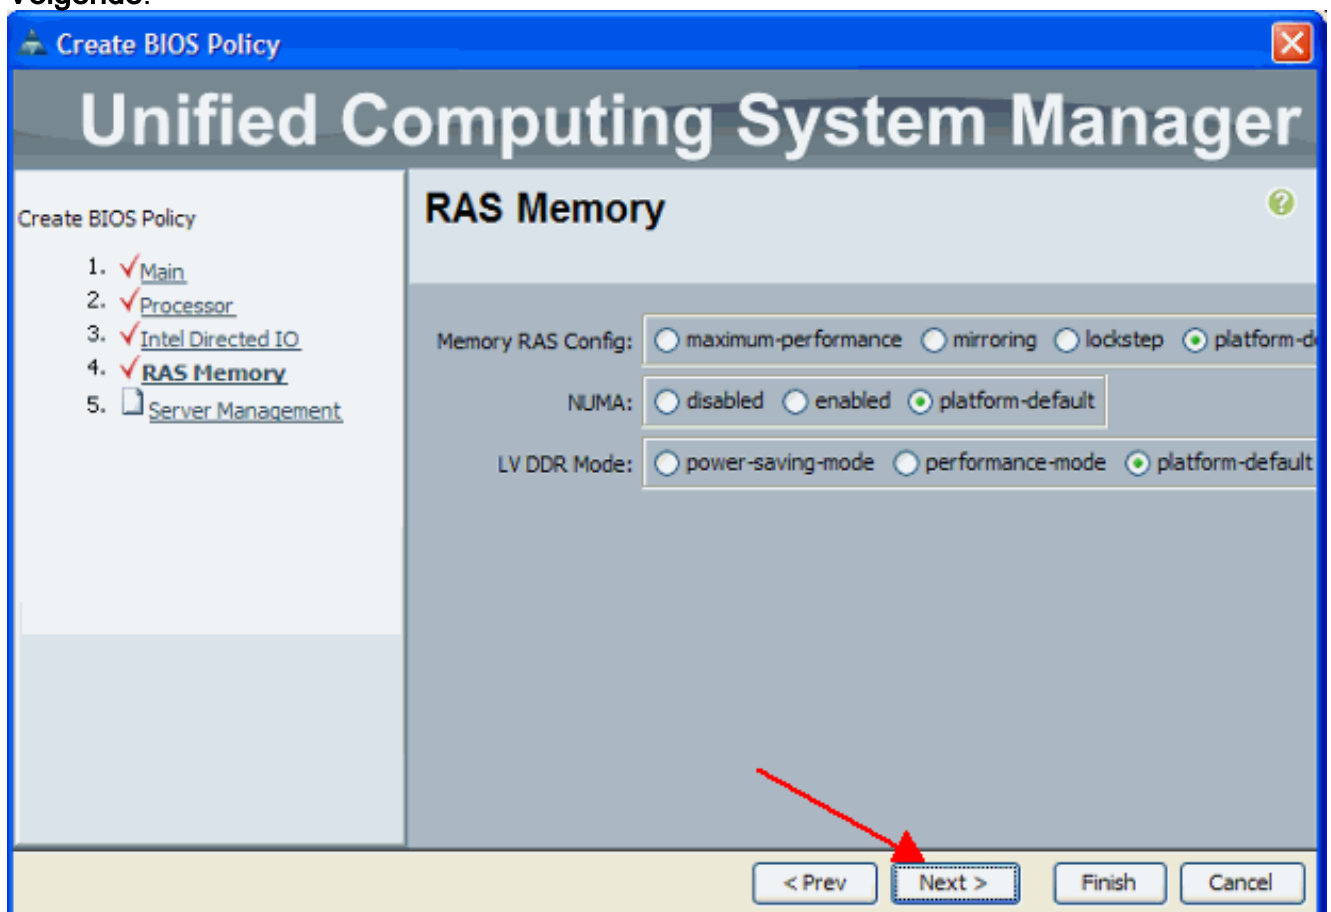 Volgende.
Create BIOS Policy
Unified Computing System Manager
Create BIOS Policy
1. Main
2. Processor
3. Intel Directed IO
4. RAS Memory
5. Server Management
RAS Memory
?
Memory RAS Config: maximum-performance mirroring lockstep platform-d
NUMA: disabled enabled platform-default
LV DDR Mode: power-saving-mode performance-mode platform-default
< Prev Next > Finish Cancel